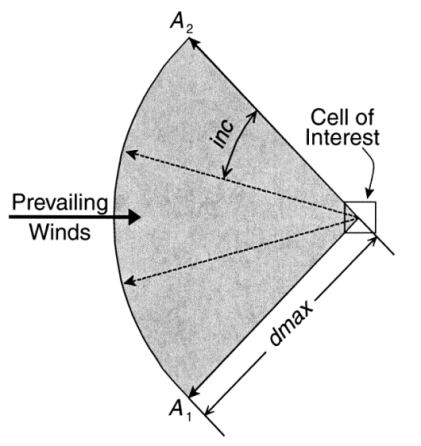 A2
inc
Cell of
Interest
Prevailing
Winds
dmax
A1